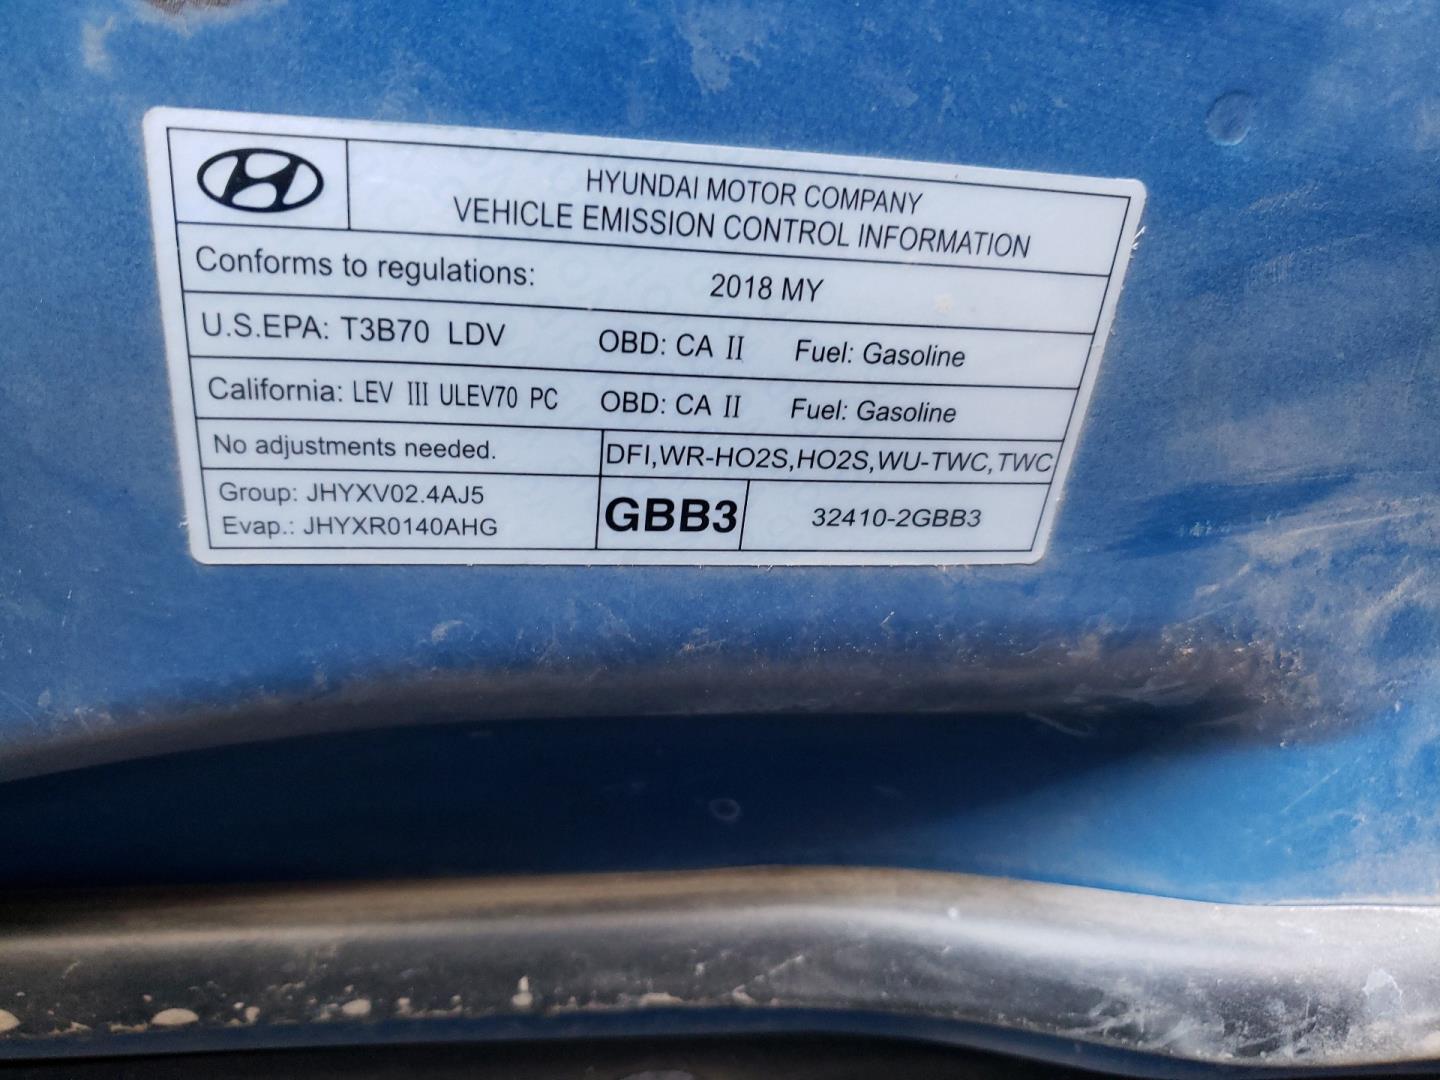 HYUNDAI MOTOR COMPANY
VEHICLE EMISSION CONTROL INFORMATION
Conforms to regulations: 2018 MY
U.S.EPA: T3B70 LDV OBD: CA II Fuel: Gasoline
California: LEV III ULEV70 PC OBD: CA II Fuel: Gasoline
No adjustments needed. DFI,WR-HO2S,HO2S,WU-TWC,TWC
Group: JHYXV02.4AJ5
Evap.: JHYXR0140AHG
GBB3 32410-2GBB3